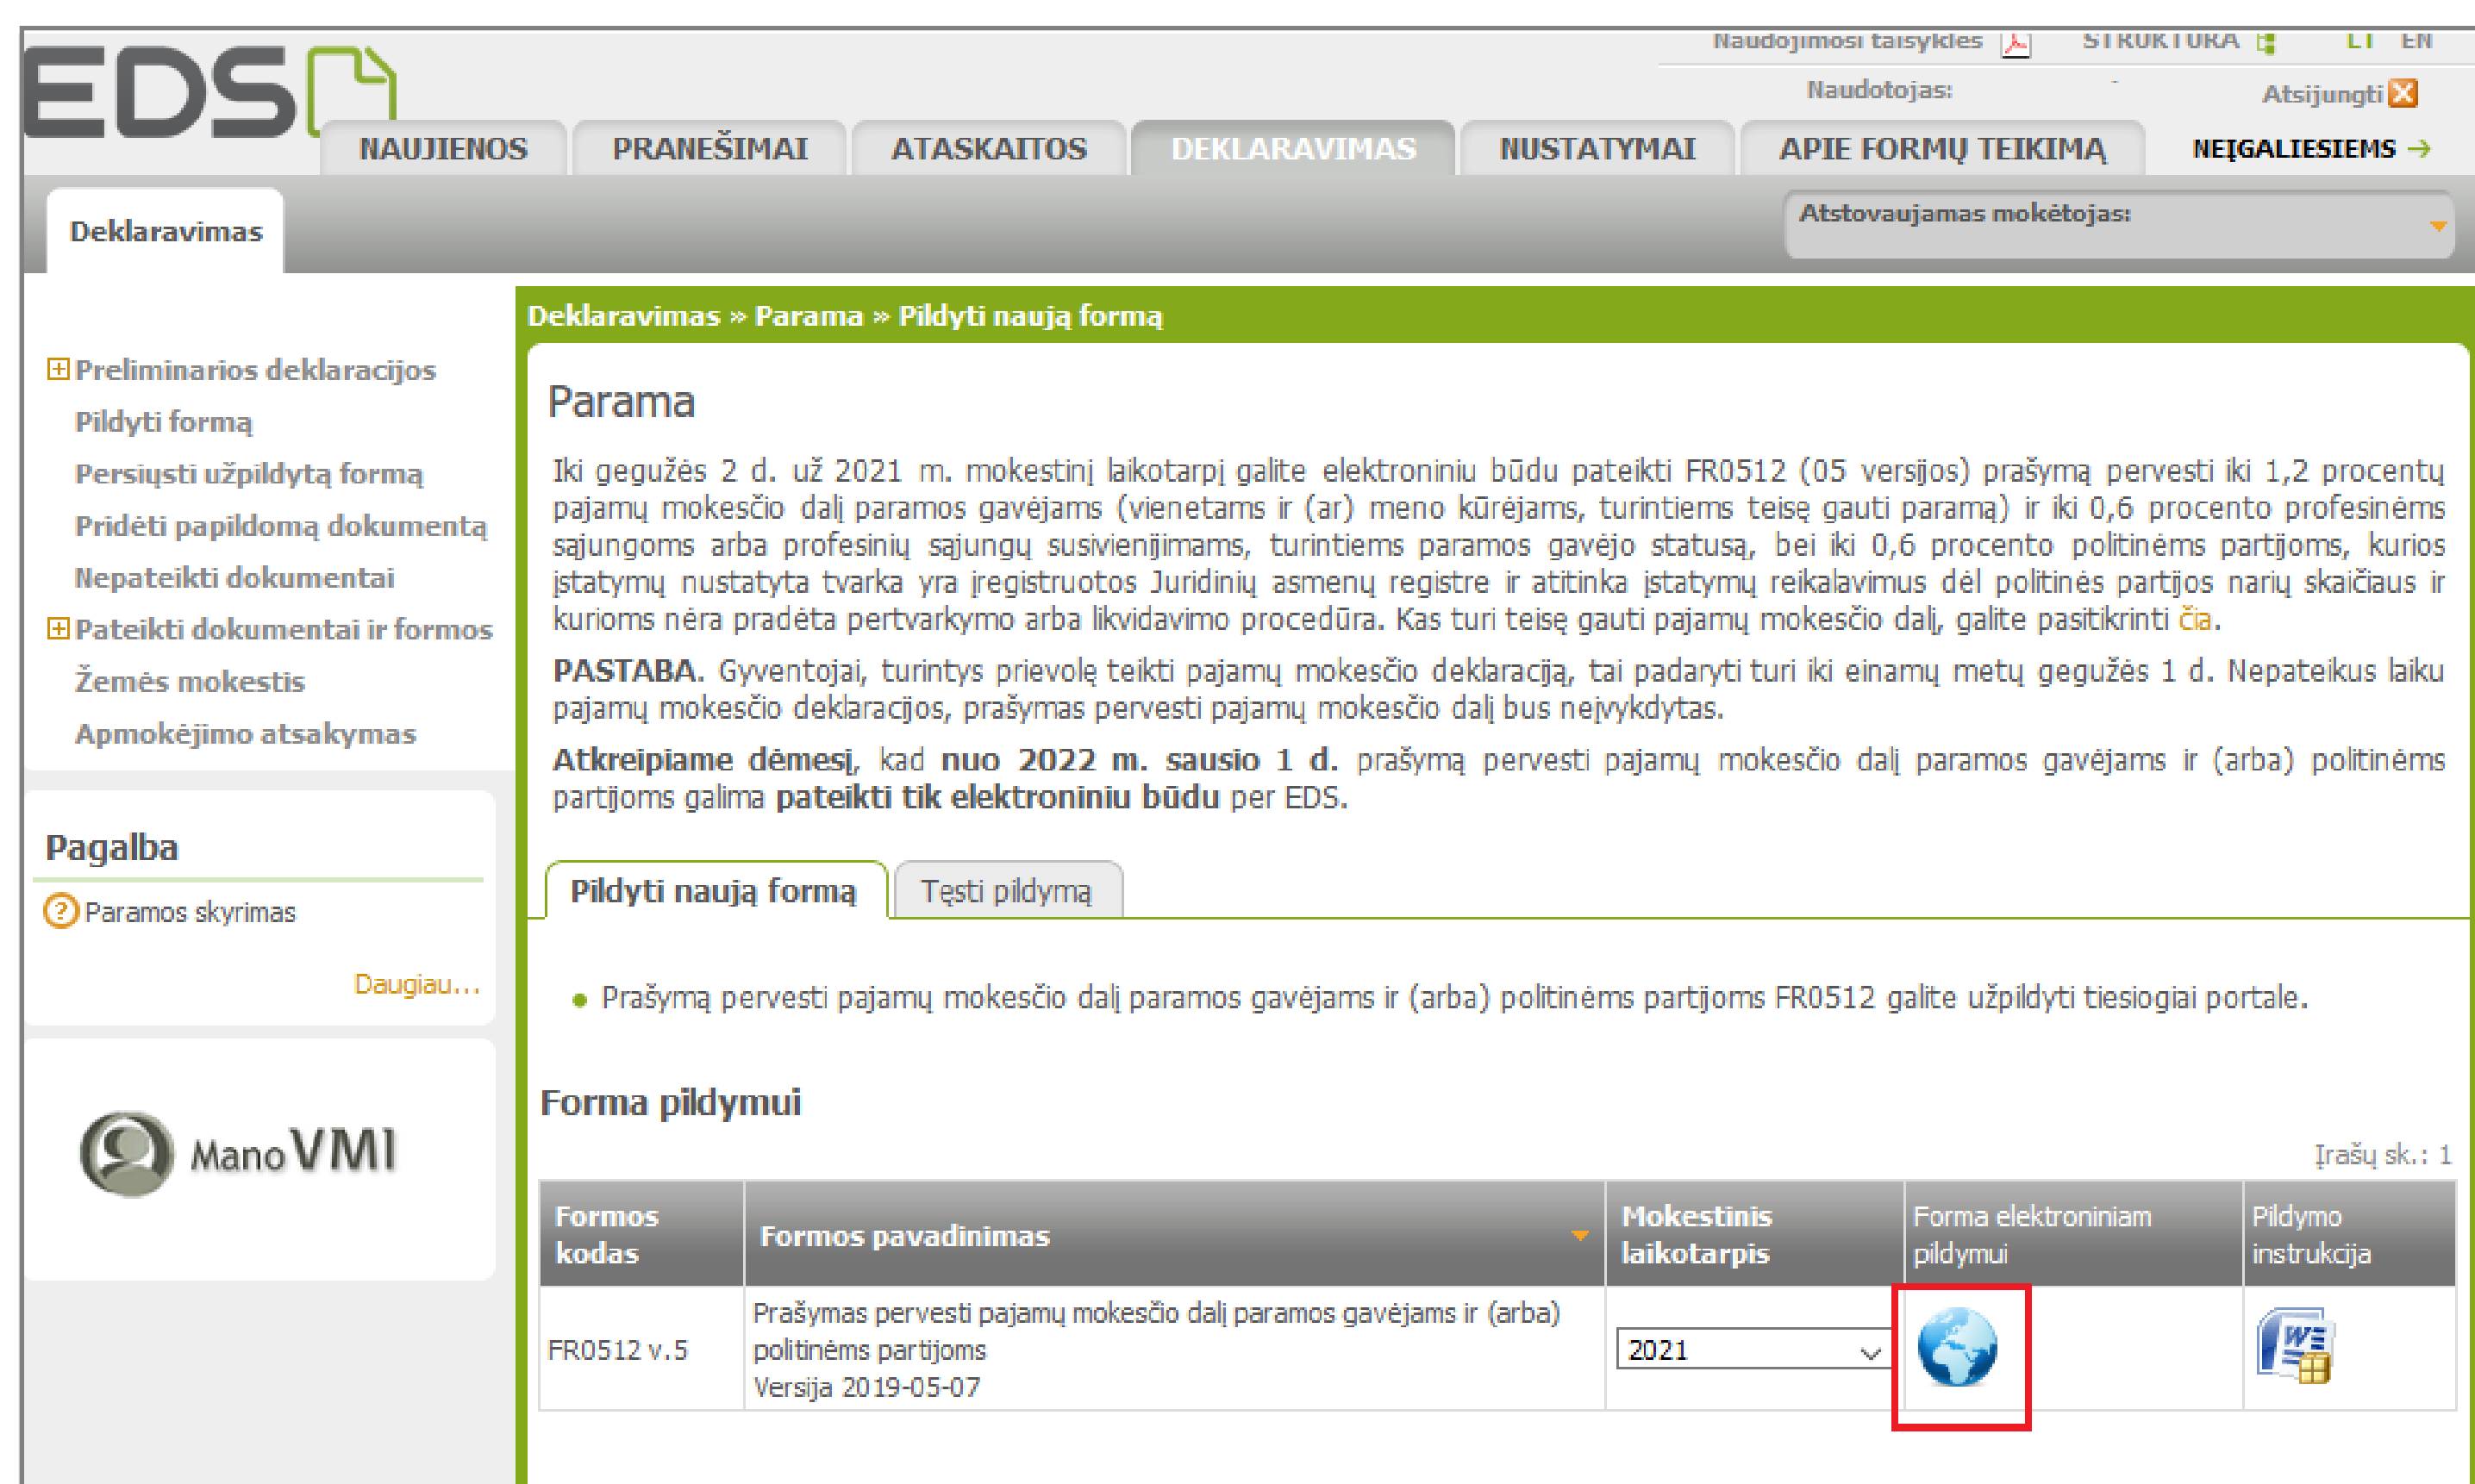 EDS
Naudojimosi taisyklės STRUKTŪRA LT EN
Naudotojas: Atsijungti
NAUJIENOS PRANEŠIMAI ATASKAITOS DEKLARAVIMAS NUSTATYMAI APIE FORMŲ TEIKIMĄ NEĮGALIESIEMS →
Deklaravimas
Atstovaujamas mokėtojas:
Preliminarios deklaracijos
Pildyti formą
Persiųsti užpildytą formą
Pridėti papildomą dokumentą
Nepateikti dokumentai
Pateikti dokumentai ir formos
Žemės mokestis
Apmokėjimo atsakymas
Pagalba
Paramos skyrimas
Daugiau...
Mano VMI
Deklaravimas » Parama » Pildyti naują formą
Parama
Iki gegužės 2 d. už 2021 m. mokestinį laikotarpį galite elektroniniu būdu pateikti FR0512 (05 versijos) prašymą pervesti iki 1,2 procentų
pajamų mokesčio dalį paramos gavėjams (vienetams ir (ar) meno kūrėjams, turintiems teisę gauti paramą) ir iki 0,6 procento profesinėms
sąjungoms arba profesinių sąjungų susivienijimams, turintiems paramos gavėjo statusą, bei iki 0,6 procento politinėms partijoms, kurios
įstatymų nustatyta tvarka yra įregistruotos Juridinių asmenų registre ir atitinka įstatymų reikalavimus dėl politinės partijos narių skaičiaus ir
kurioms nėra pradėta pertvarkymo arba likvidavimo procedūra. Kas turi teisę gauti pajamų mokesčio dalį, galite pasitikrinti čia.
PASTABA. Gyventojai, turintys prievolę teikti pajamų mokesčio deklaraciją, tai padaryti turi iki einamų metų gegužės 1 d. Nepateikus laiku
pajamų mokesčio deklaracijos, prašymas pervesti pajamų mokesčio dalį bus neįvykdytas.
Atkreipiame dėmesį, kad nuo 2022 m. sausio 1 d. prašymą pervesti pajamų mokesčio dalį paramos gavėjams ir (arba) politinėms
partijoms galima pateikti tik elektroniniu būdu per EDS.
Pildyti naują formą Tęsti pildymą
Prašymą pervesti pajamų mokesčio dalį paramos gavėjams ir (arba) politinėms partijoms FR0512 galite užpildyti tiesiogiai portale.
Forma pildymui
Įrašų sk.: 1
Formos kodas
Formos pavadinimas
Mokestinis laikotarpis
Forma elektroniniam pildymui
Pildymo instrukcija
FR0512 v.5
Prašymas pervesti pajamų mokesčio dalį paramos gavėjams ir (arba)
politinėms partijoms
Versija 2019-05-07
2021